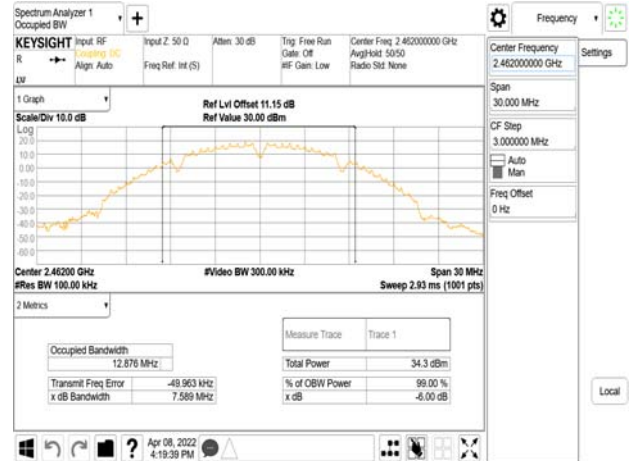 Spectrum Analyzer 1
Occupied BW
Frequency
KEYSIGHT
R
Input: RF
Coupling: DC
Align: Auto
Input Z: 50 Ω
Freq Ref: Int (S)
Atten: 30 dB
Trig: Free Run
Gate: Off
#IF Gain: Low
Center Freq: 2.462000000 GHz
Avg|Hold: 50/50
Radio Std: None
Center Frequency
2.462000000 GHz
Settings
Span
30.000 MHz
CF Step
3.000000 MHz
Auto
Man
Freq Offset
0 Hz
Local
1 Graph
Scale/Div 10.0 dB
Ref Lvl Offset 11.15 dB
Ref Value 30.00 dBm
Log
20.0
10.0
0.00
-10.0
-20.0
-30.0
-40.0
-50.0
-60.0
Center 2.46200 GHz
#Res BW 100.00 kHz
#Video BW 300.00 kHz
Span 30 MHz
Sweep 2.93 ms (1001 pts)
2 Metrics
Measure Trace Trace 1
Occupied Bandwidth
12.876 MHz
Total Power 34.3 dBm
Transmit Freq Error -49.963 kHz
% of OBW Power 99.00 %
x dB Bandwidth 7.589 MHz
x dB -6.00 dB
?
Apr 08, 2022
4:19:39 PM